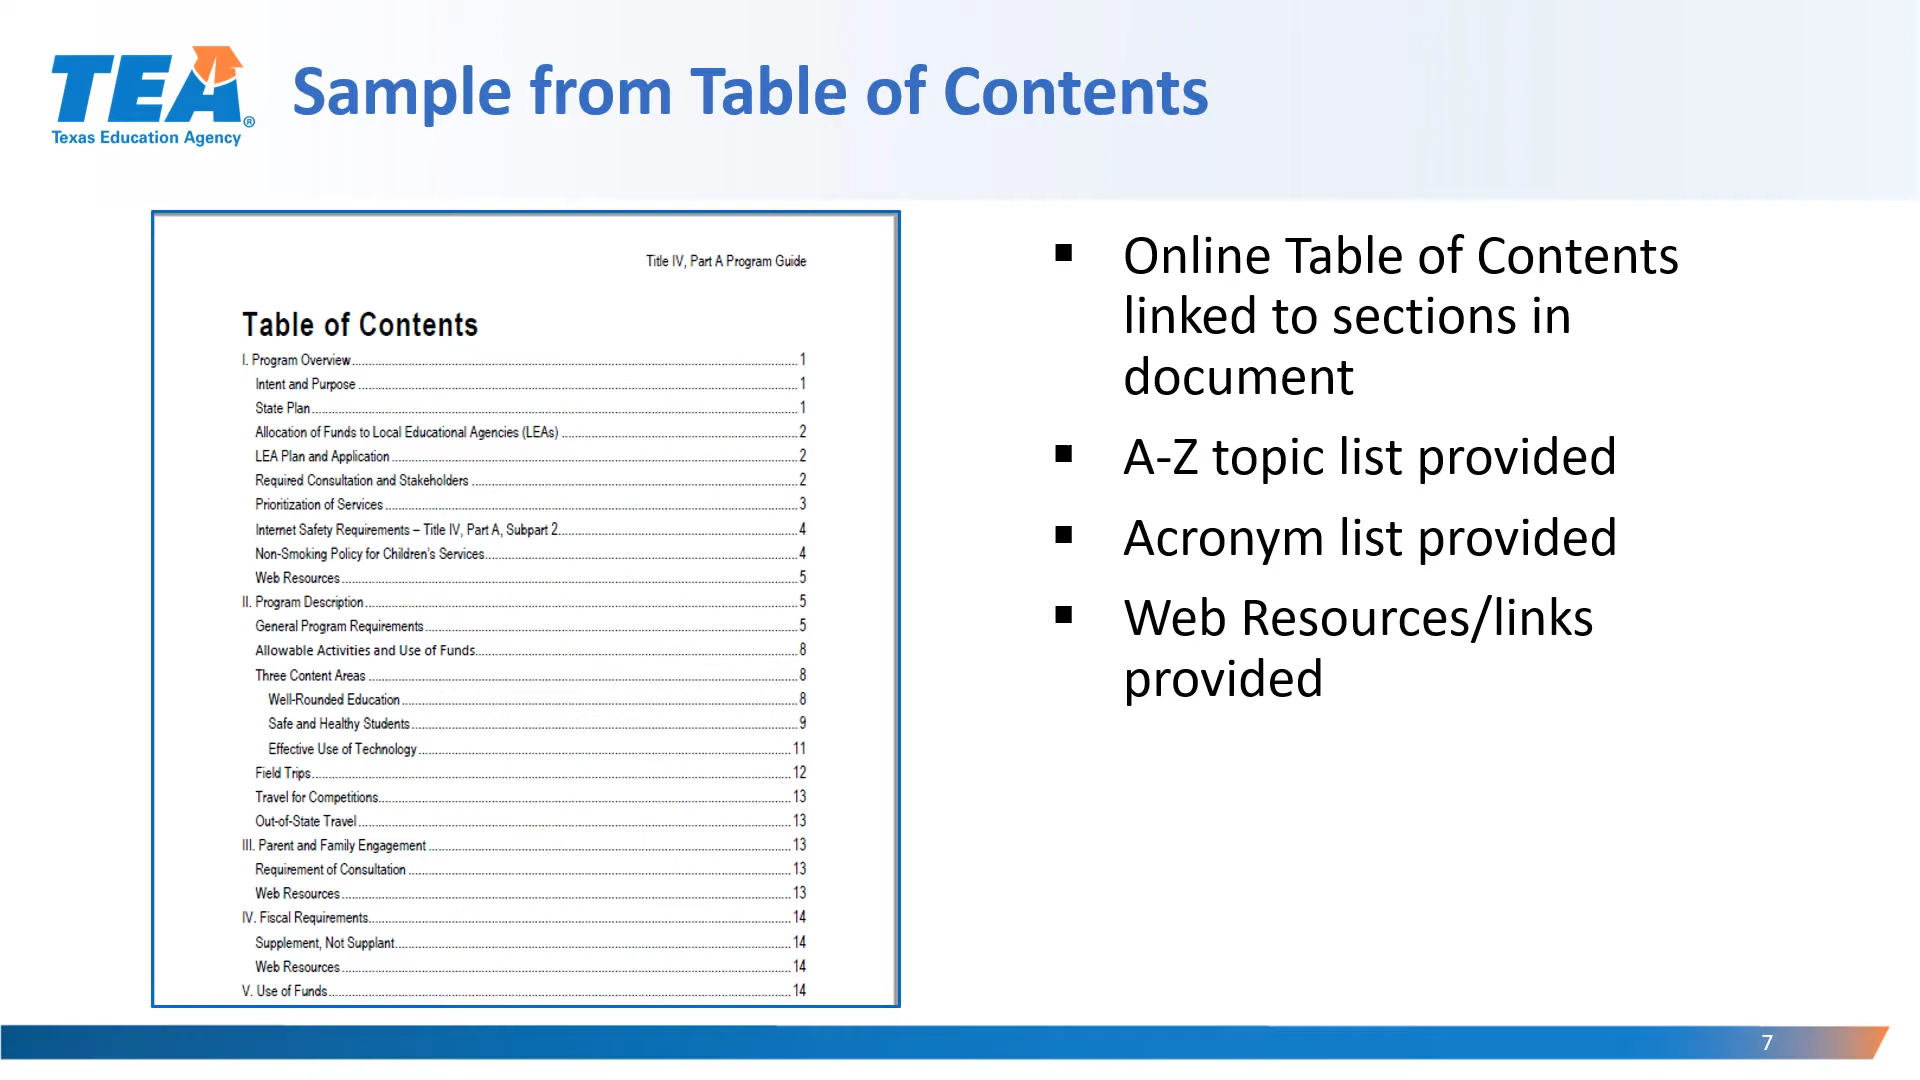 TEA®
Texas Education Agency
Sample from Table of Contents
Title IV, Part A Program Guide
Table of Contents
I. Program Overview 1
Intent and Purpose 1
State Plan 1
Allocation of Funds to Local Educational Agencies (LEAs) 2
LEA Plan and Application 2
Required Consultation and Stakeholders 2
Prioritization of Services 3
Internet Safety Requirements – Title IV, Part A, Subpart 2 4
Non-Smoking Policy for Children's Services 4
Web Resources 5
II. Program Description 5
General Program Requirements 5
Allowable Activities and Use of Funds 8
Three Content Areas 8
Well-Rounded Education 8
Safe and Healthy Students 9
Effective Use of Technology 11
Field Trips 12
Travel for Competitions 13
Out-of-State Travel 13
III. Parent and Family Engagement 13
Requirement of Consultation 13
Web Resources 13
IV. Fiscal Requirements 14
Supplement, Not Supplant 14
Web Resources 14
V. Use of Funds 14
▪ Online Table of Contents
linked to sections in
document
▪ A-Z topic list provided
▪ Acronym list provided
▪ Web Resources/links
provided
7